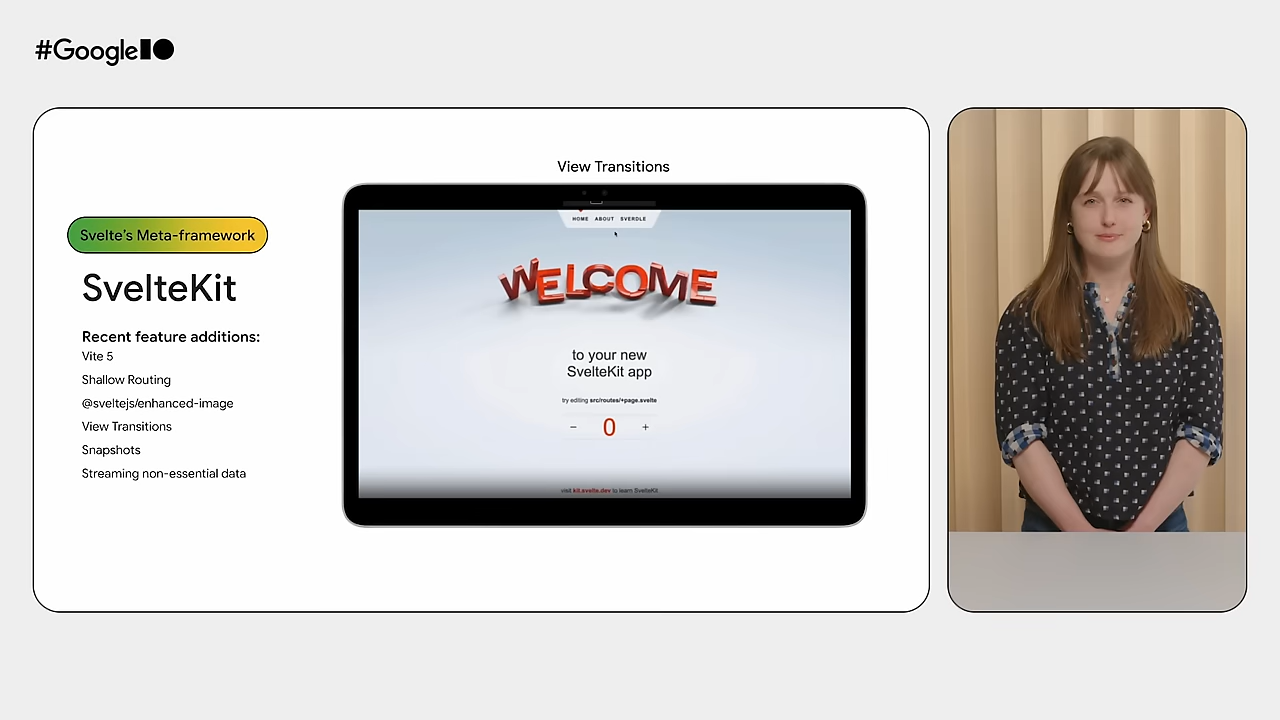 #Google IO
View Transitions
Svelte's Meta-framework
SvelteKit
Recent feature additions:
Vite 5
Shallow Routing
@sveltejs/enhanced-image
View Transitions
Snapshots
Streaming non-essential data
HOME ABOUT SVERDLE
WELCOME
to your new
SvelteKit app
try editing src/routes/+page.svelte
− 0 +
visit kit.svelte.dev to learn SvelteKit